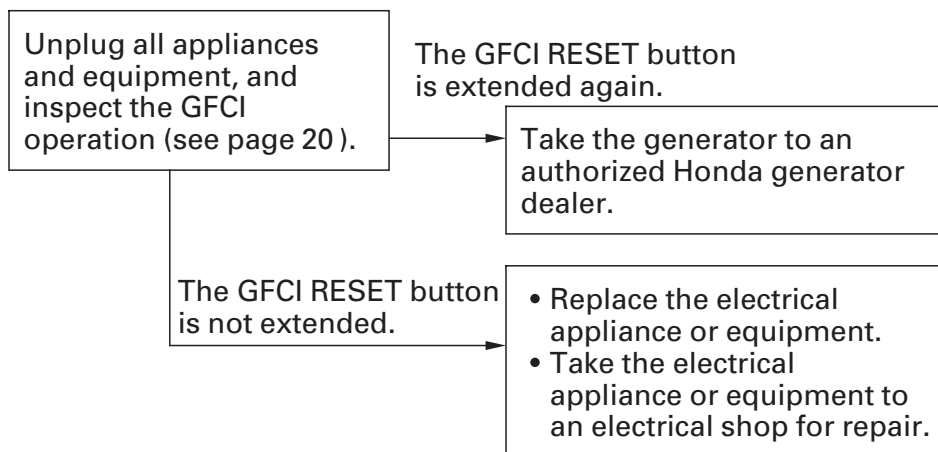 Unplug all appliances
and equipment, and
inspect the GFCI
operation (see page 20 ).
The GFCI RESET button
is extended again.
Take the generator to an
authorized Honda generator
dealer.
The GFCI RESET button
is not extended.
• Replace the electrical
appliance or equipment.
• Take the electrical
appliance or equipment to
an electrical shop for repair.